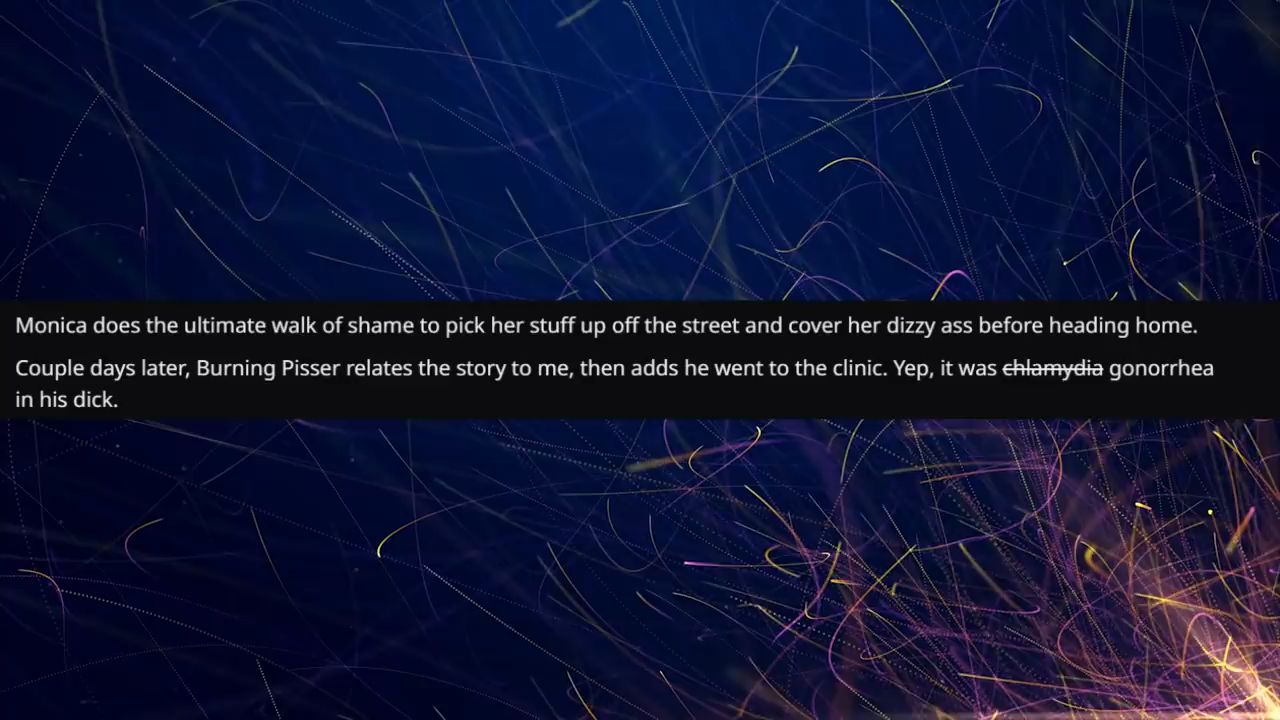 Monica does the ultimate walk of shame to pick her stuff up off the street and cover her dizzy ass before heading home.
Couple days later, Burning Pisser relates the story to me, then adds he went to the clinic. Yep, it was chlamydia gonorrhea
in his dick.